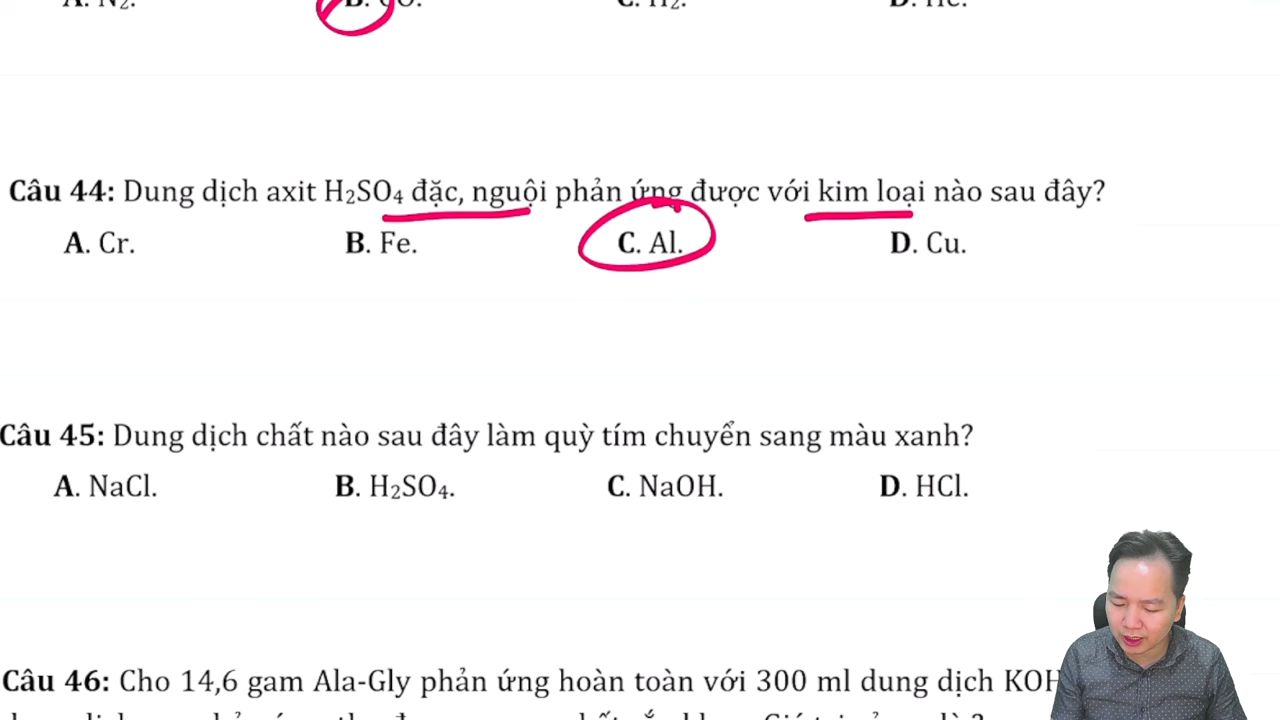 Câu 44: Dung dịch axit H₂SO₄ đặc, nguội phản ứng được với kim loại nào sau đây?
A. Cr. B. Fe. C. Al. D. Cu.
Câu 45: Dung dịch chất nào sau đây làm quỳ tím chuyển sang màu xanh?
A. NaCl. B. H₂SO₄. C. NaOH. D. HCl.
Câu 46: Cho 14,6 gam Ala-Gly phản ứng hoàn toàn với 300 ml dung dịch KOH